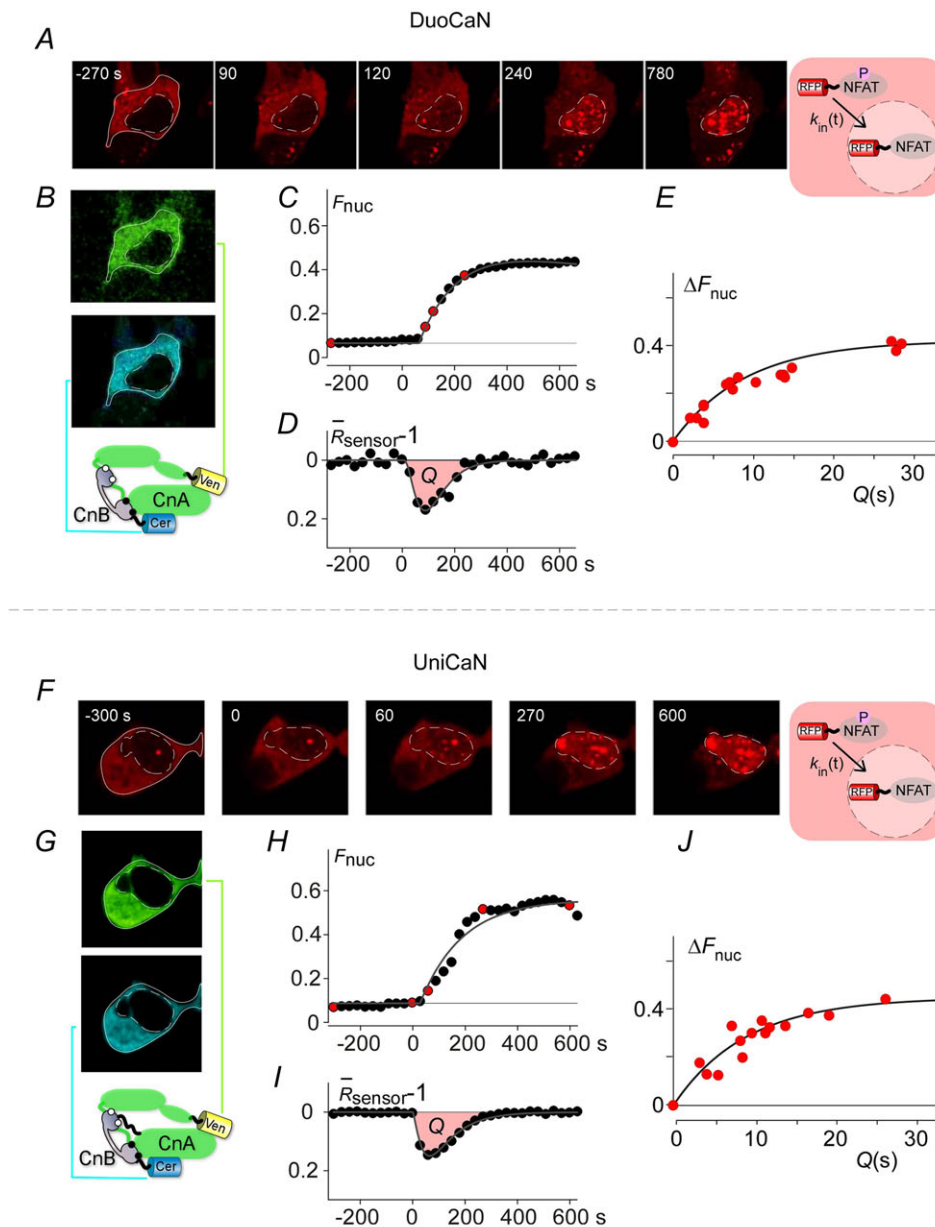 DuoCaN
A
-270 s
90
120
240
780
P
RFP
NFAT
kin(t)
RFP
NFAT
B
C
Fnuc
0.6
0.4
0.2
0
-200 0 200 400 600 s
E
ΔFnuc
0.4
0
0 10 20 30
Q(s)
D
R̅sensor-1
0
Q
0.2
-200 0 200 400 600 s
Ven
CnA
CnB
Cer
UniCaN
F
-300 s
0
60
270
600
P
RFP
NFAT
kin(t)
RFP
NFAT
G
H
Fnuc
0.6
0.4
0.2
0
-200 0 200 400 600 s
J
ΔFnuc
0.4
0
0 10 20 30
Q(s)
I
R̅sensor-1
0
Q
0.2
-200 0 200 400 600 s
Ven
CnA
CnB
Cer